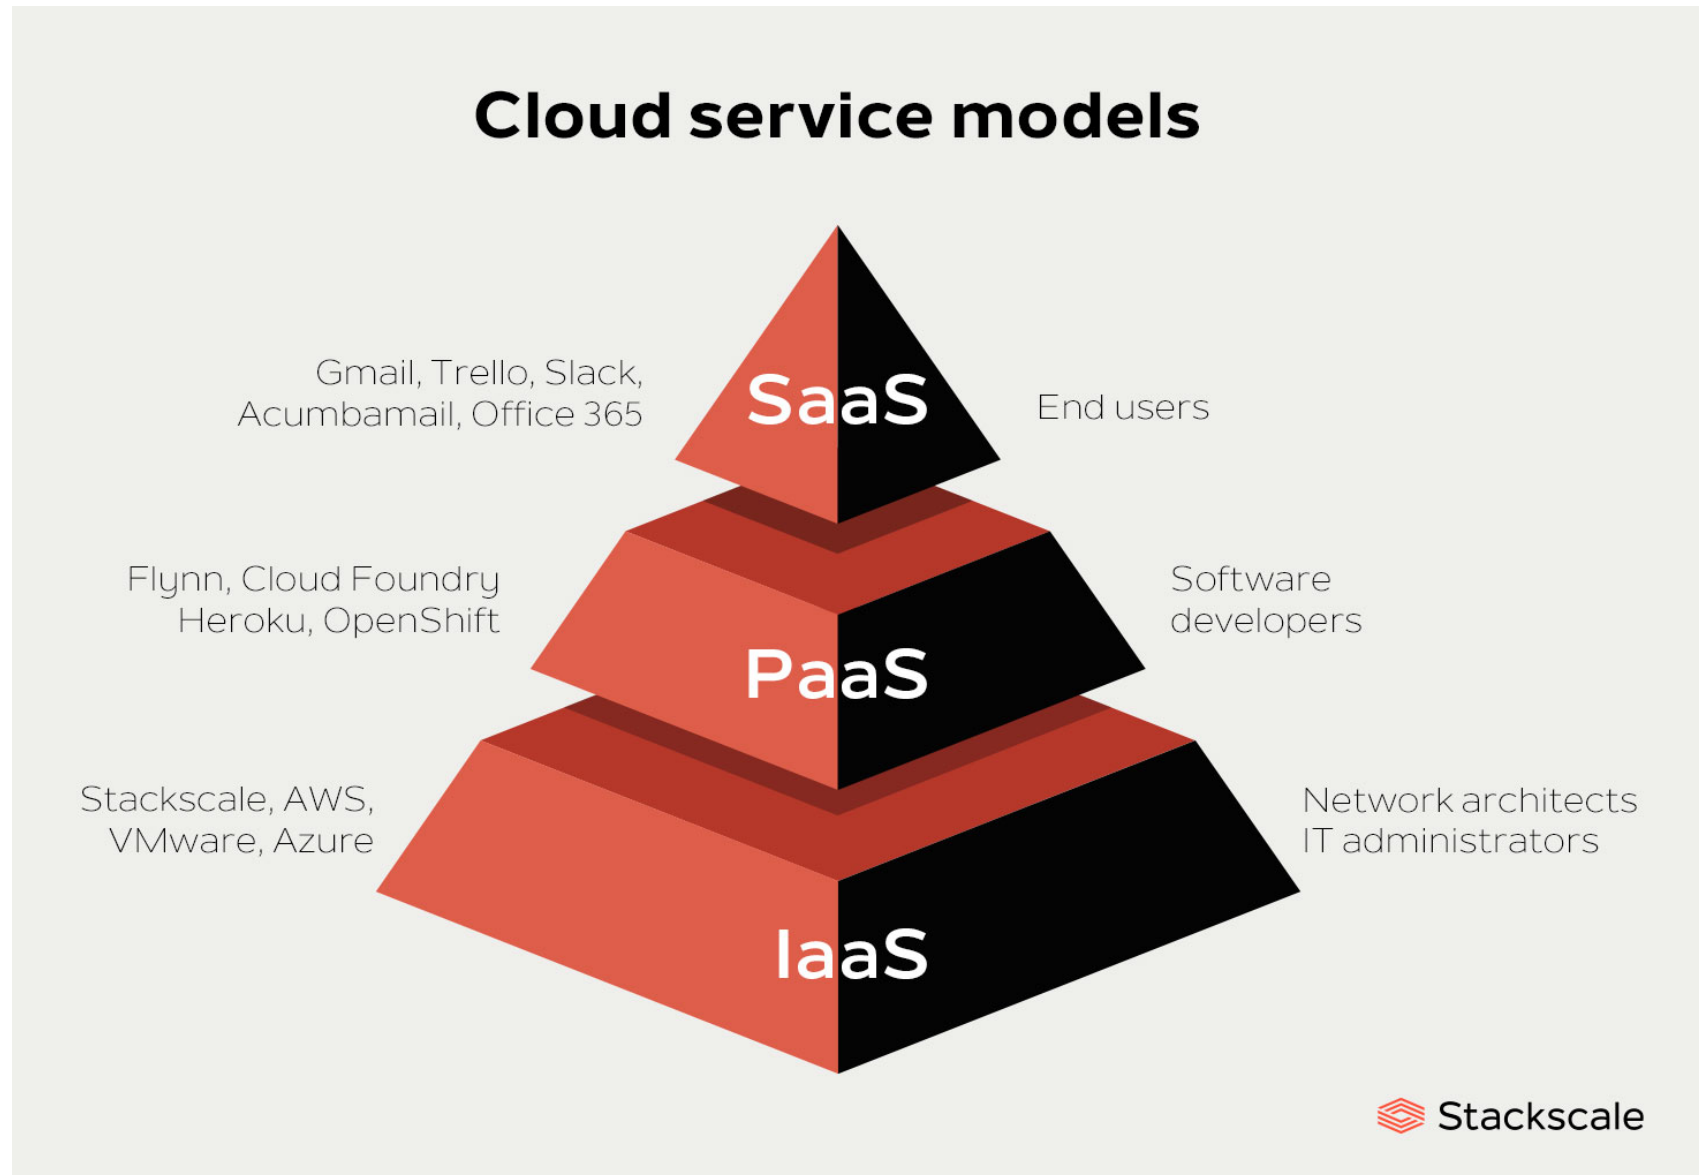 Cloud service models
Gmail, Trello, Slack,
Acumbamail, Office 365
SaaS
End users
Flynn, Cloud Foundry
Heroku, OpenShift
PaaS
Software
developers
Stackscale, AWS,
VMware, Azure
IaaS
Network architects
IT administrators
Stackscale